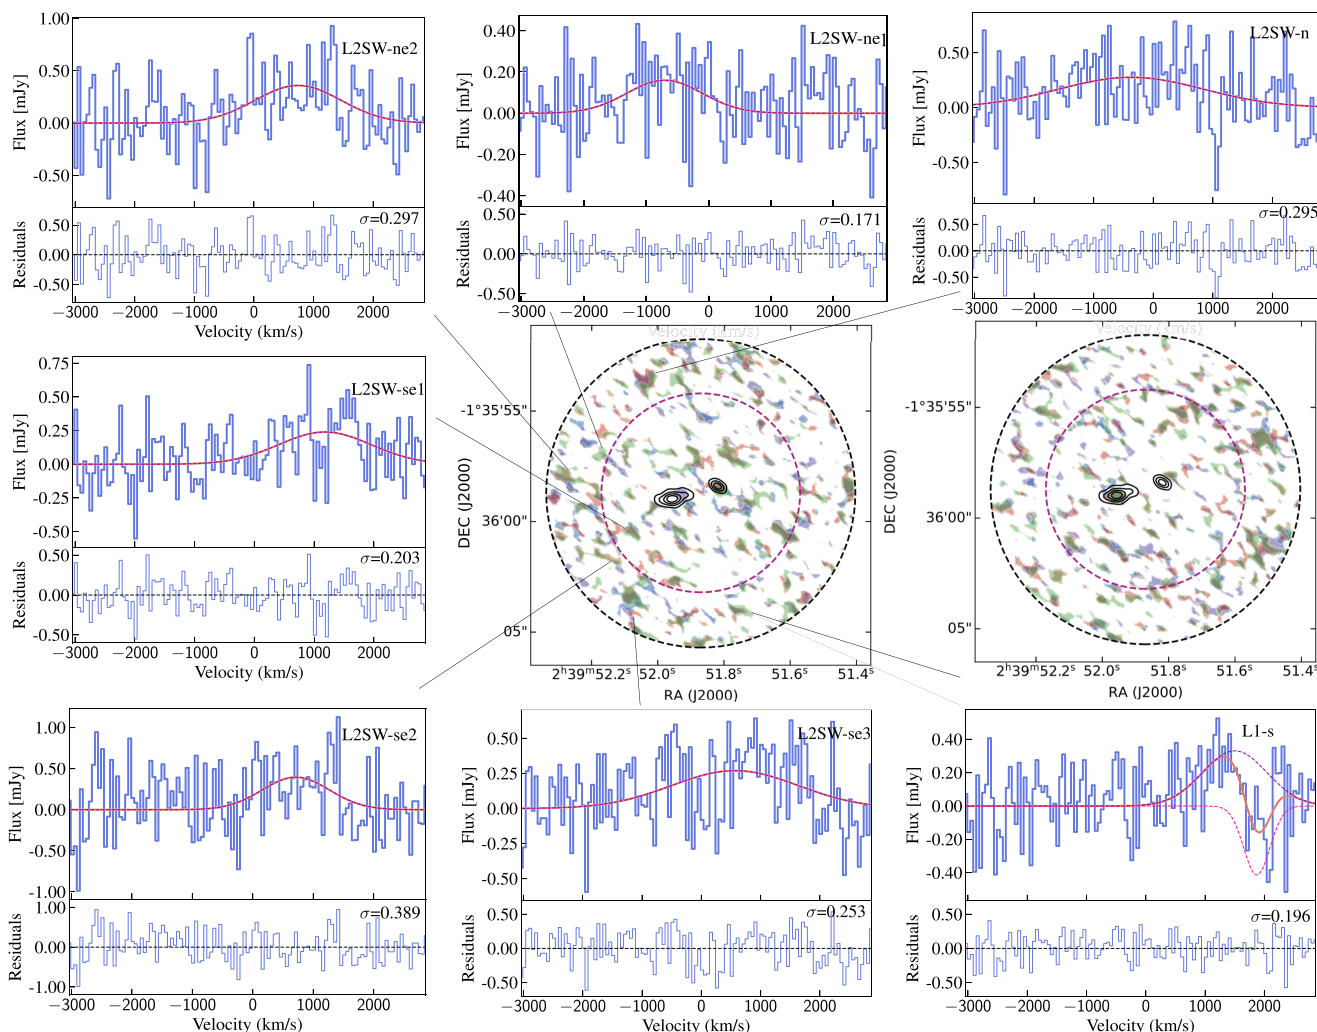 L2SW-ne2
Flux [mJy]
1.00
0.50
0.00
−0.50
σ=0.297
Residuals
0.50
0.00
−0.50
−3000 −2000 −1000 0 1000 2000
Velocity (km/s)
L2SW-ne1
Flux [mJy]
0.40
0.20
0.00
−0.20
−0.40
σ=0.171
Residuals
0.50
0.00
−0.50
−3000 −2000 −1000 0 1000 2000
Velocity (km/s)
L2SW-n
Flux [mJy]
0.50
0.00
−0.50
σ=0.295
Residuals
0.50
0.00
−0.50
−3000 −2000 −1000 0 1000 2000
Velocity (km/s)
L2SW-se1
Flux [mJy]
0.75
0.50
0.25
0.00
−0.25
−0.50
σ=0.203
Residuals
0.50
0.00
−0.50
−3000 −2000 −1000 0 1000 2000
Velocity (km/s)
DEC (J2000)
-1°35'55"
36'00"
05"
2ʰ39ᵐ52.2ˢ 52.0ˢ 51.8ˢ 51.6ˢ 51.4ˢ
RA (J2000)
DEC (J2000)
-1°35'55"
36'00"
05"
2ʰ39ᵐ52.2ˢ 52.0ˢ 51.8ˢ 51.6ˢ 51.4ˢ
RA (J2000)
L2SW-se2
Flux [mJy]
1.00
0.50
0.00
−0.50
−1.00
σ=0.389
Residuals
1.00
0.00
−1.00
−3000 −2000 −1000 0 1000 2000
Velocity (km/s)
L2SW-se3
Flux [mJy]
0.50
0.25
0.00
−0.25
−0.50
σ=0.253
Residuals
0.50
0.00
−0.50
−3000 −2000 −1000 0 1000 2000
Velocity (km/s)
L1-s
Flux [mJy]
0.40
0.20
0.00
−0.20
−0.40
σ=0.196
Residuals
0.50
0.00
−0.50
−3000 −2000 −1000 0 1000 2000
Velocity (km/s)